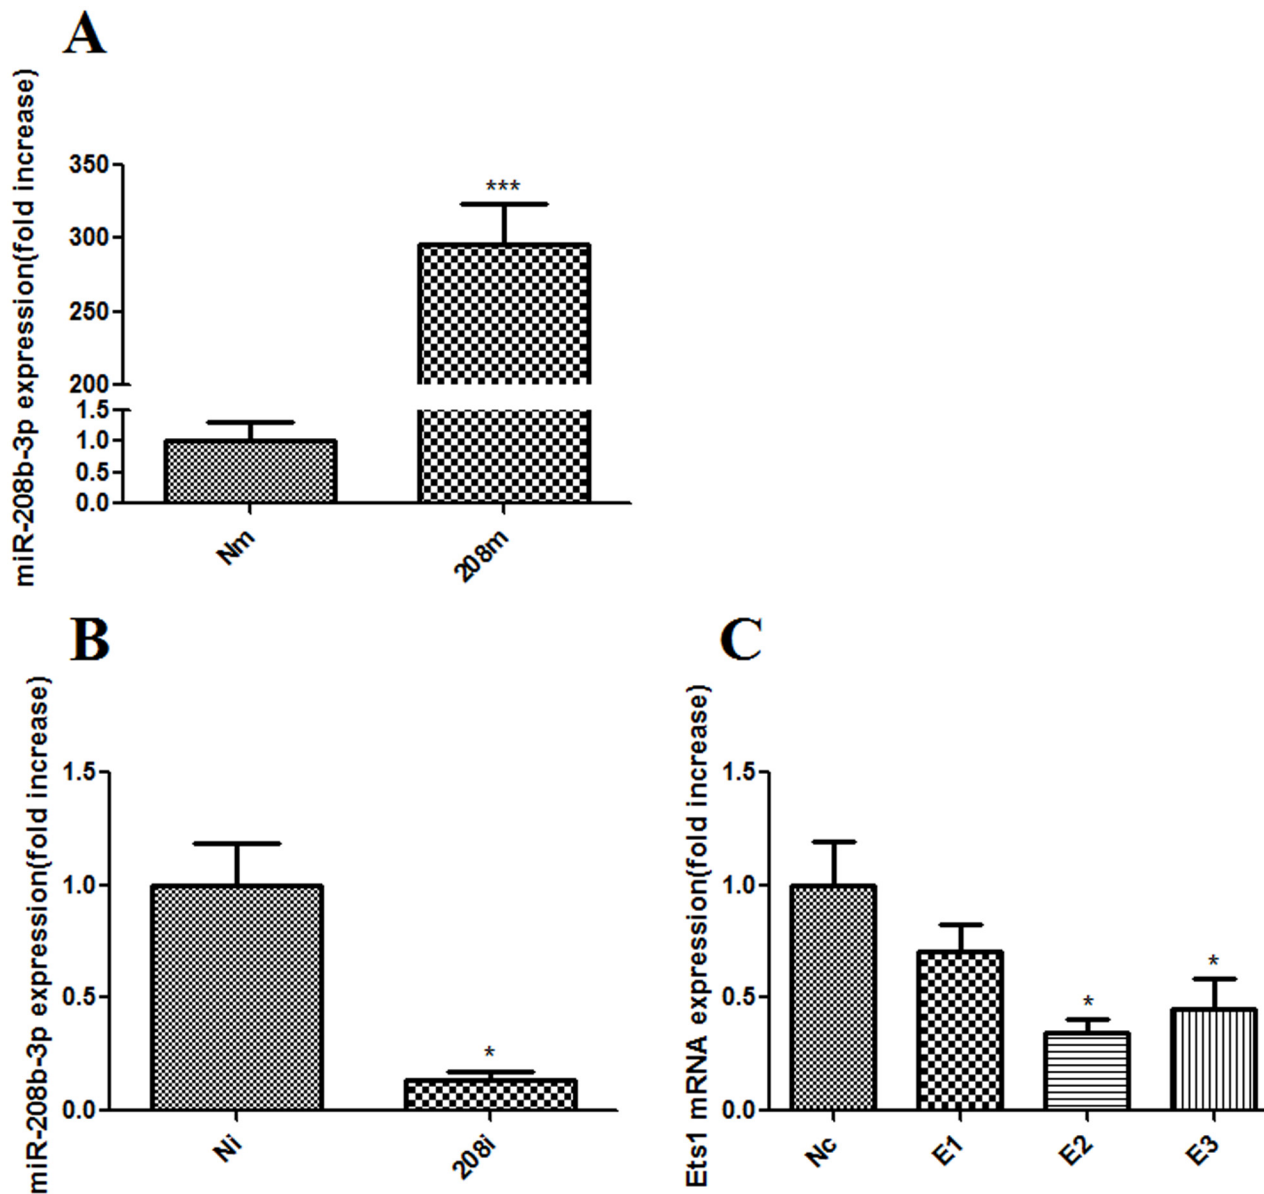 A
miR-208b-3p expression(fold increase)
350
300
250
200
1.5
1.0
0.5
0.0
***
Nm
208m
B
miR-208b-3p expression(fold increase)
1.5
1.0
0.5
0.0
*
Ni
208i
C
Ets1 mRNA expression(fold increase)
1.5
1.0
0.5
0.0
*
*
Nc
E1
E2
E3